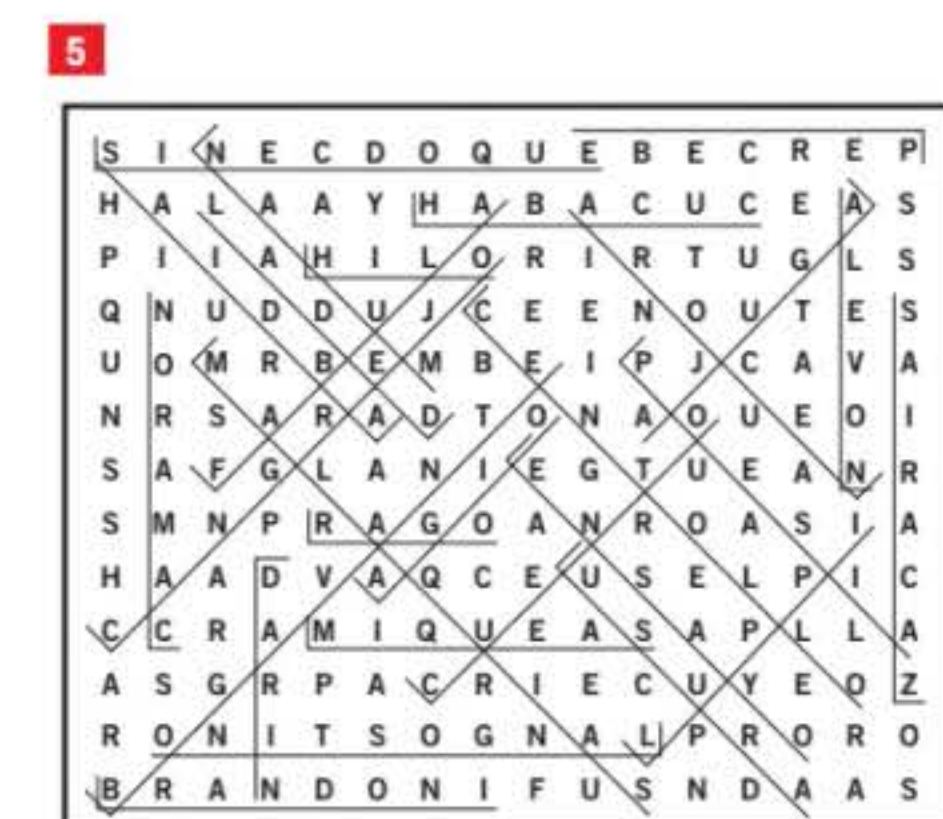 5
S I N E C D O Q U E B E C R E P
H A L A A Y H A B A C U C E A S
P I I A H I L O R I R T U G L S
Q N U D D U J C E E N O U T E S
U O M R B E M B E I P J C A V A
N R S A R A D T O N A O U E O I
S A F G L A N I E G T U E A N R
S M N P R A G O A N R O A S I A
H A A D V A Q C E U S E L P I C
C C R A M I Q U E A S A P L L A
A S G R P A C R I E C U Y E O Z
R O N I T S O G N A L P R O R O
B R A N D O N I F U S N D A A S